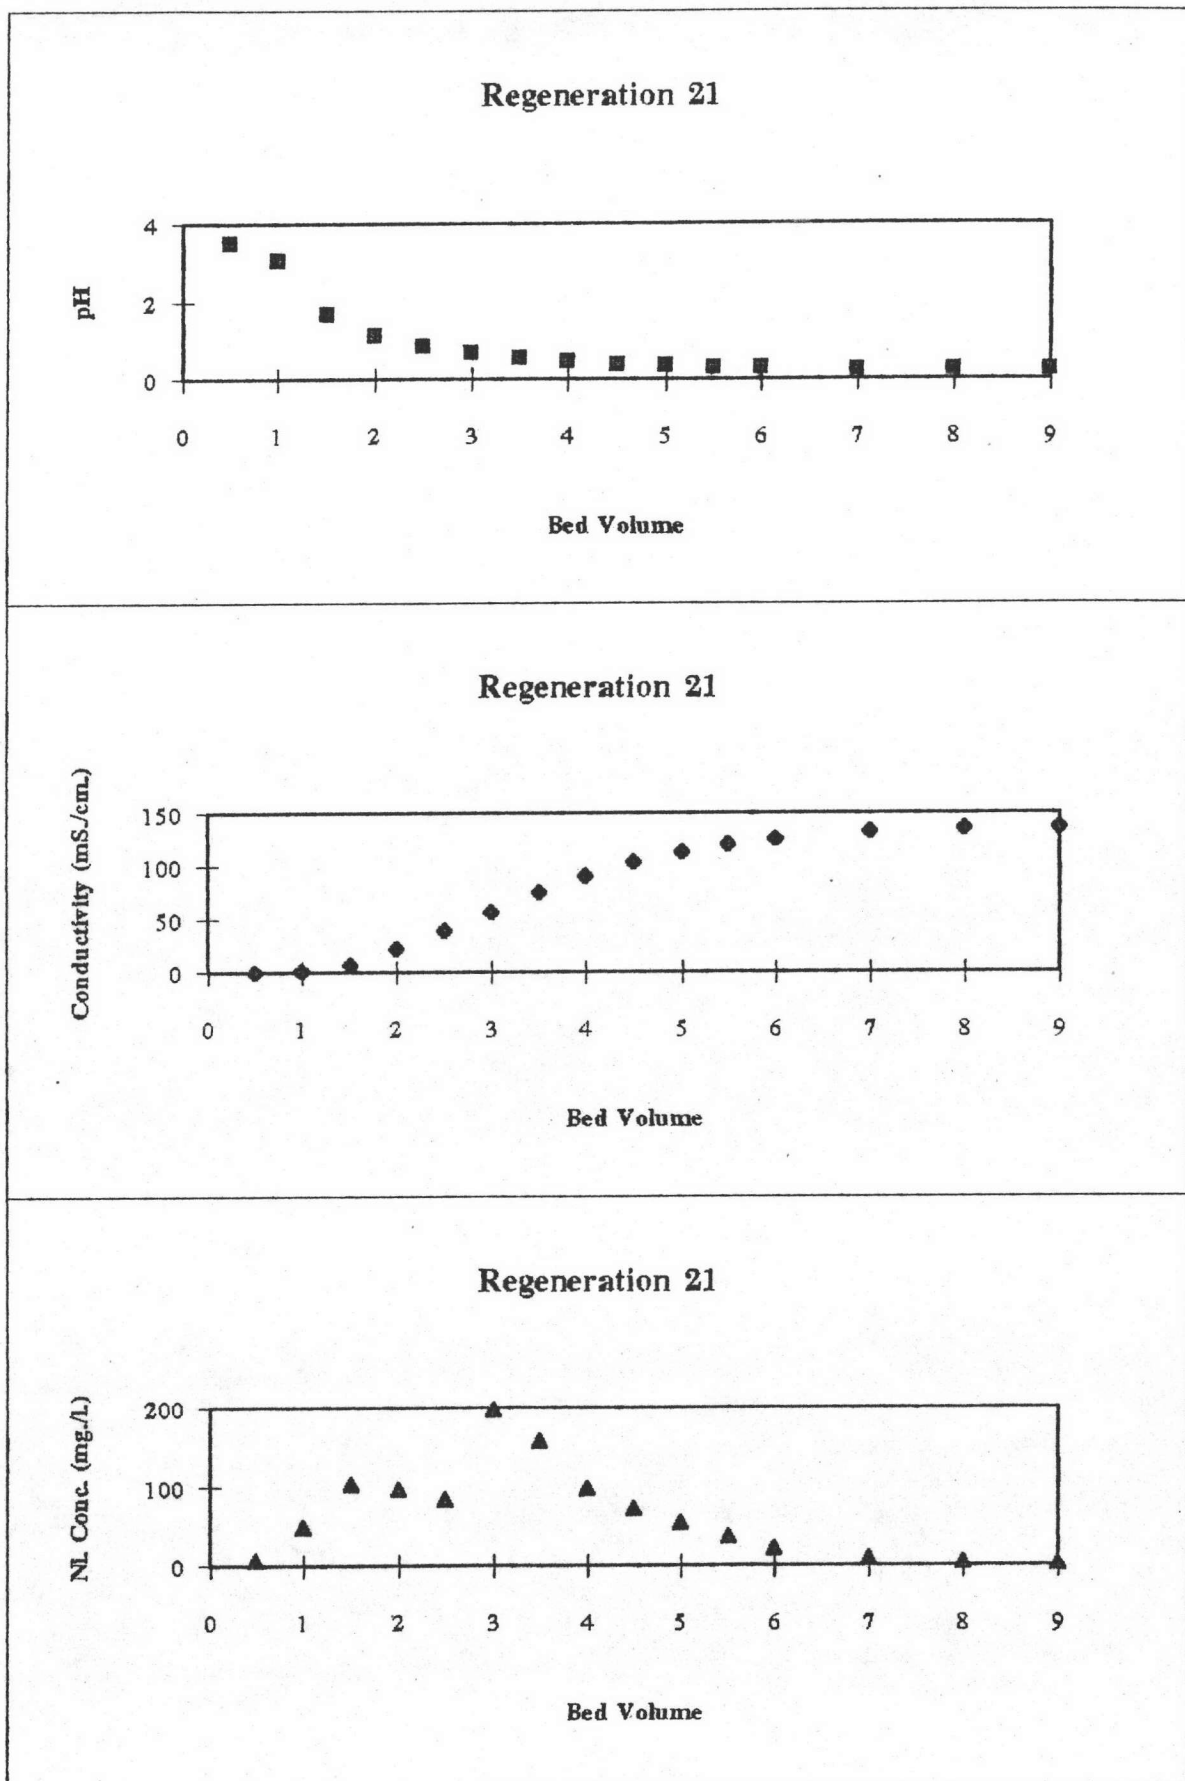 Regeneration 21
pH
4
2
0
0 1 2 3 4 5 6 7 8 9
Bed Volume
Regeneration 21
Conductivity (mS./cm.)
150
100
50
0
0 1 2 3 4 5 6 7 8 9
Bed Volume
Regeneration 21
Ni. Conc. (mg./l.)
200
100
0
0 1 2 3 4 5 6 7 8 9
Bed Volume